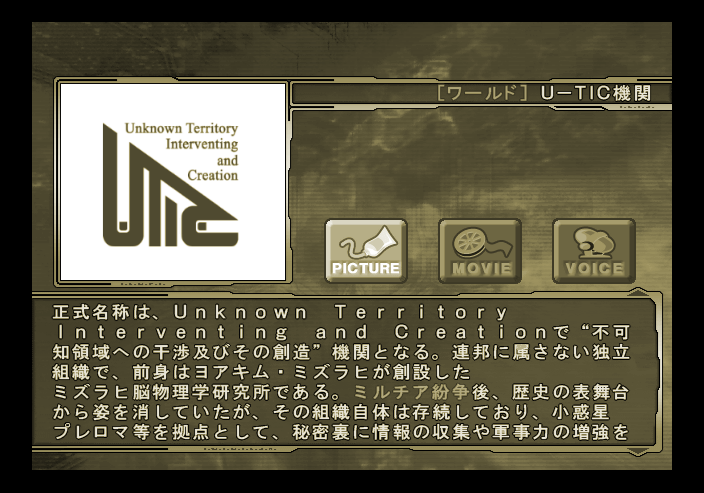 [ワールド] U－TIC機関
Unknown Territory
Interventing
and
Creation
UTIC
PICTURE
MOVIE
VOICE
正式名称は、Unknown Territory
Interventing and Creationで“不可
知領域への干渉及びその創造”機関となる。連邦に属さない独立
組織で、前身はヨアキム・ミズラヒが創設した
ミズラヒ脳物理学研究所である。ミルチア紛争後、歴史の表舞台
から姿を消していたが、その組織自体は存続しており、小惑星
プレロマ等を拠点として、秘密裏に情報の収集や軍事力の増強を